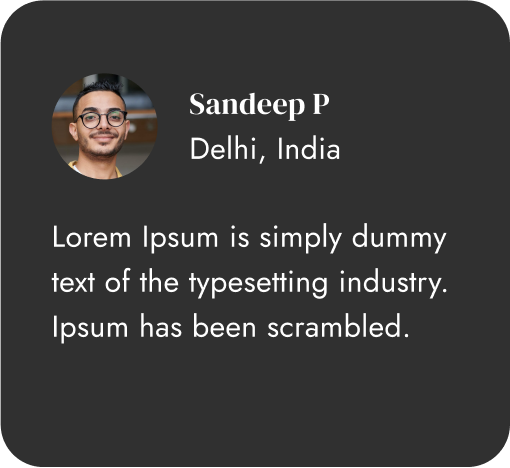 Sandeep P
Delhi, India
Lorem Ipsum is simply dummy
text of the typesetting industry.
Ipsum has been scrambled.